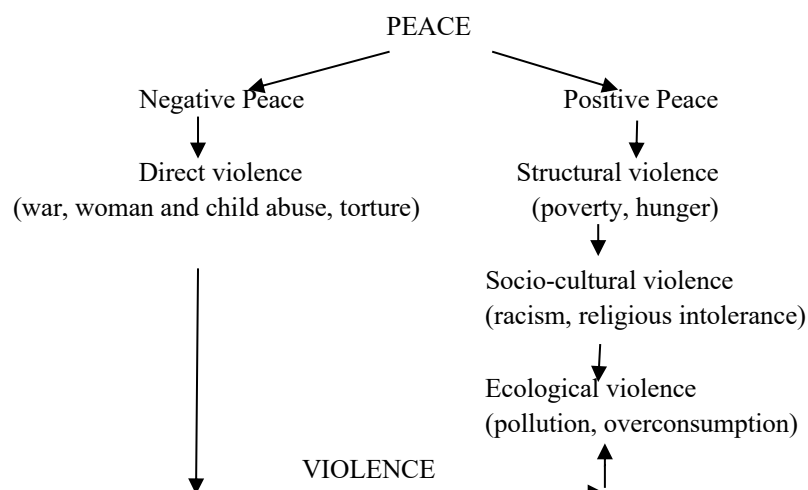 PEACE
Negative Peace
Positive Peace
Direct violence
(war, woman and child abuse, torture)
Structural violence
(poverty, hunger)
Socio-cultural violence
(racism, religious intolerance)
Ecological violence
(pollution, overconsumption)
VIOLENCE